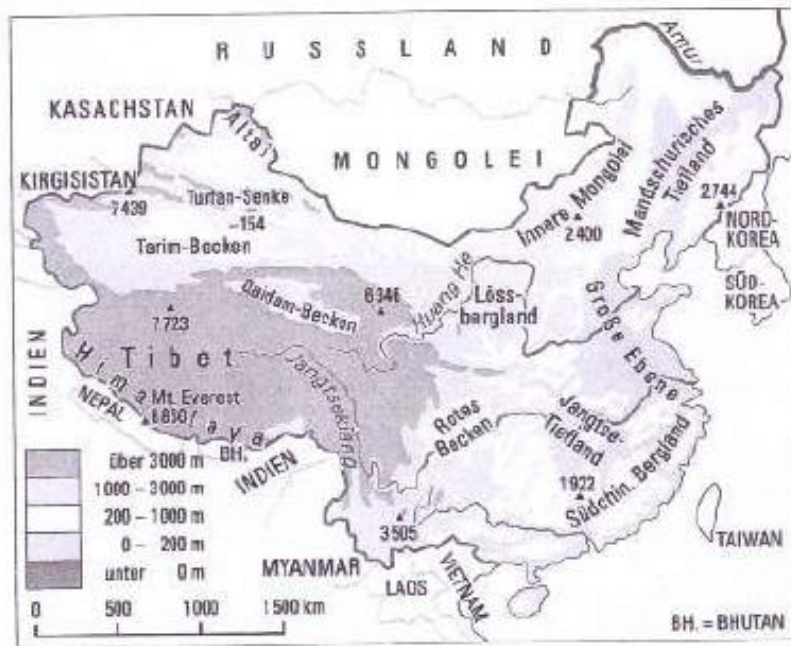 RUSSLAND
Amur
KASACHSTAN
Altai
MONGOLEI
KIRGISISTAN
7439
Turfan-Senke
-154
Tarim-Becken
Innere Mongolei
2400
Mandschurisches
Tiefland
2744
NORD-
KOREA
SÜD-
KOREA
Qaidam-Becken
6346
Huang He
Löss-
bergland
Große Ebene
7723
Tibet
Jangtsekiang
INDIEN
Himalaya
Mt. Everest
8850
NEPAL
BH.
INDIEN
Rotes
Becken
Jangtse-
Tiefland
1922
Südchin. Bergland
3505
TAIWAN
MYANMAR
LAOS
VIETNAM
über 3000 m
1000 – 3000 m
200 – 1000 m
0 – 200 m
unter 0 m
0 500 1000 1500 km
BH. = BHUTAN